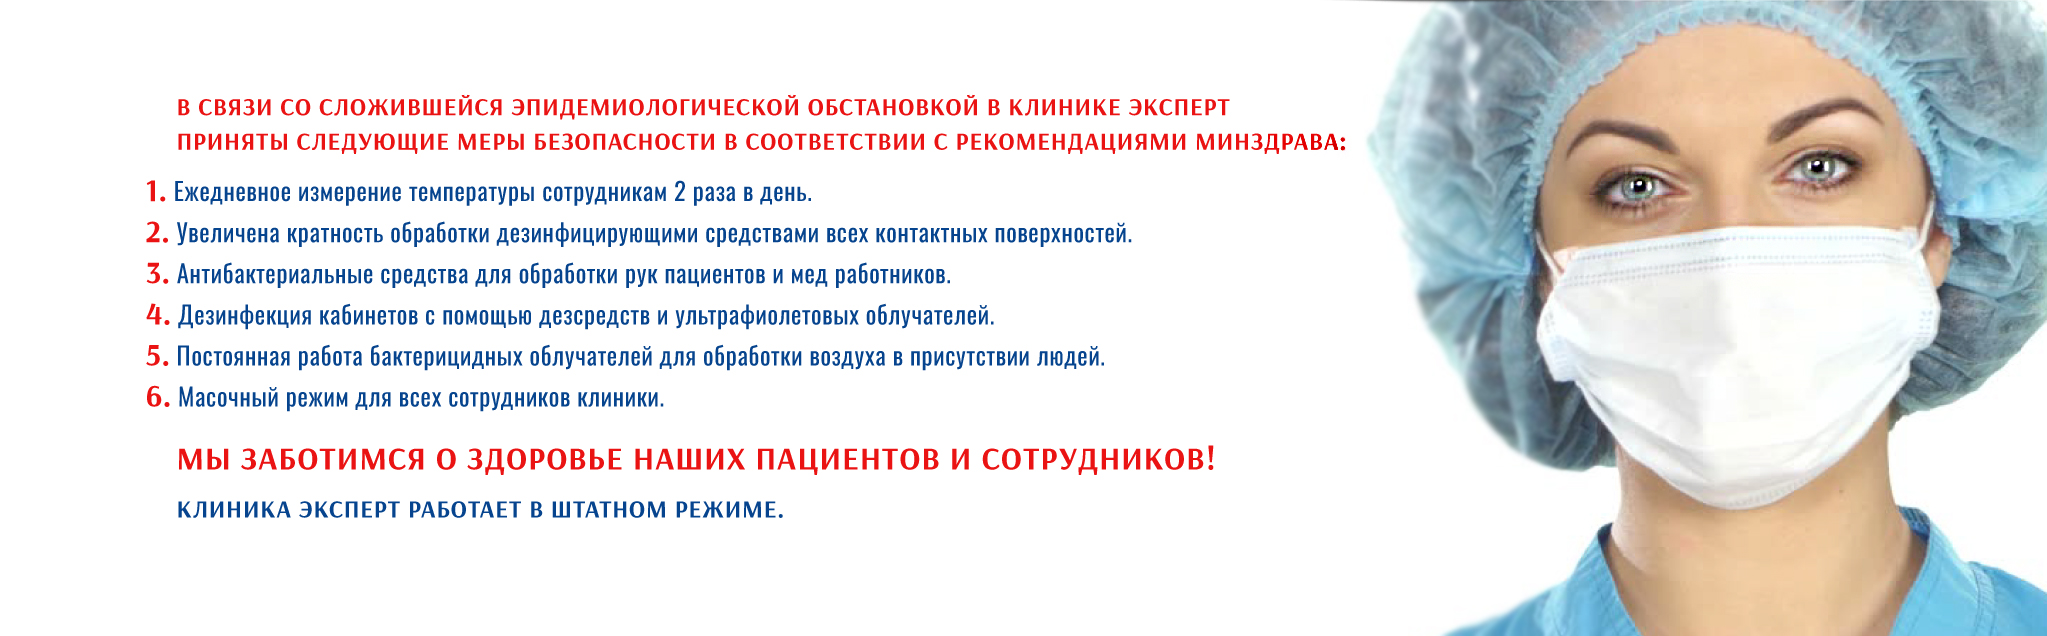 В СВЯЗИ СО СЛОЖИВШЕЙСЯ ЭПИДЕМИОЛОГИЧЕСКОЙ ОБСТАНОВКОЙ В КЛИНИКЕ ЭКСПЕРТ
ПРИНЯТЫ СЛЕДУЮЩИЕ МЕРЫ БЕЗОПАСНОСТИ В СООТВЕТСТВИИ С РЕКОМЕНДАЦИЯМИ МИНЗДРАВА:
1. Ежедневное измерение температуры сотрудникам 2 раза в день.
2. Увеличена кратность обработки дезинфицирующими средствами всех контактных поверхностей.
3. Антибактериальные средства для обработки рук пациентов и мед работников.
4. Дезинфекция кабинетов с помощью дезсредств и ультрафиолетовых облучателей.
5. Постоянная работа бактерицидных облучателей для обработки воздуха в присутствии людей.
6. Масочный режим для всех сотрудников клиники.
МЫ ЗАБОТИМСЯ О ЗДОРОВЬЕ НАШИХ ПАЦИЕНТОВ И СОТРУДНИКОВ!
КЛИНИКА ЭКСПЕРТ РАБОТАЕТ В ШТАТНОМ РЕЖИМЕ.